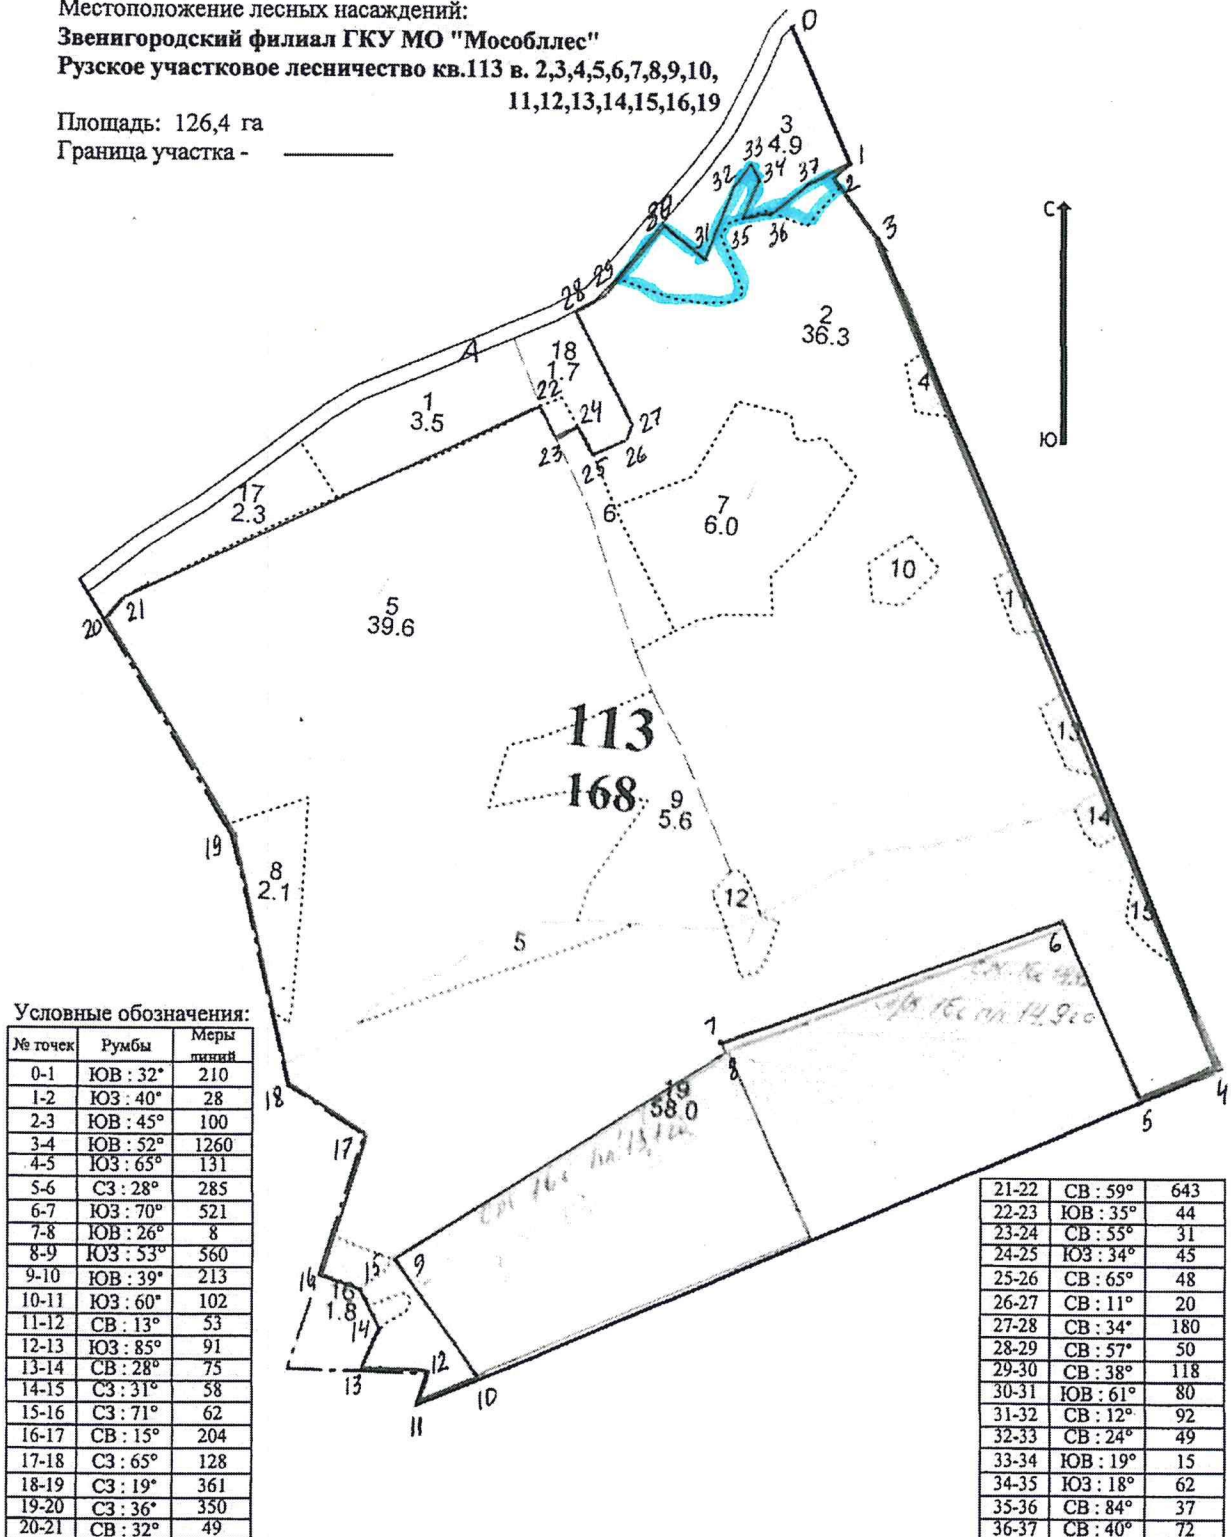 Местоположение лесных насаждений:
Звенигородский филиал ГКУ МО "Мособллес"
Рузское участковое лесничество кв.113 в. 2,3,4,5,6,7,8,9,10,
11,12,13,14,15,16,19
Площадь: 126,4 га
Граница участка -
0
3
4.9
33
34
32
37
1
2
3
31
35
36
29
28
С
Ю
2
36.3
А
18
1.7
22
24
27
1
3.5
23
25
26
4
17
2.3
6
7
6.0
10
11
21
20
5
39.6
113
168
13
9
5.6
14
19
8
2.1
12
15
5
6
7
8
4
5
18
17
19
58.0
16
15
9
16
1.8
14
13
12
11
10
Условные обозначения:
№ точек Румбы Меры линий
0-1 ЮВ : 32° 210
1-2 ЮЗ : 40° 28
2-3 ЮВ : 45° 100
3-4 ЮВ : 52° 1260
4-5 ЮЗ : 65° 131
5-6 СЗ : 28° 285
6-7 ЮЗ : 70° 521
7-8 ЮВ : 26° 8
8-9 ЮЗ : 53° 560
9-10 ЮВ : 39° 213
10-11 ЮЗ : 60° 102
11-12 СВ : 13° 53
12-13 ЮЗ : 85° 91
13-14 СВ : 28° 75
14-15 СЗ : 31° 58
15-16 СЗ : 71° 62
16-17 СВ : 15° 204
17-18 СЗ : 65° 128
18-19 СЗ : 19° 361
19-20 СЗ : 36° 350
20-21 СВ : 32° 49
21-22 СВ : 59° 643
22-23 ЮВ : 35° 44
23-24 СВ : 55° 31
24-25 ЮЗ : 34° 45
25-26 СВ : 65° 48
26-27 СВ : 11° 20
27-28 СВ : 34° 180
28-29 СВ : 57° 50
29-30 СВ : 38° 118
30-31 ЮВ : 61° 80
31-32 СВ : 12° 92
32-33 СВ : 24° 49
33-34 ЮВ : 19° 15
34-35 ЮЗ : 18° 62
35-36 СВ : 84° 37
36-37 СВ : 40° 72